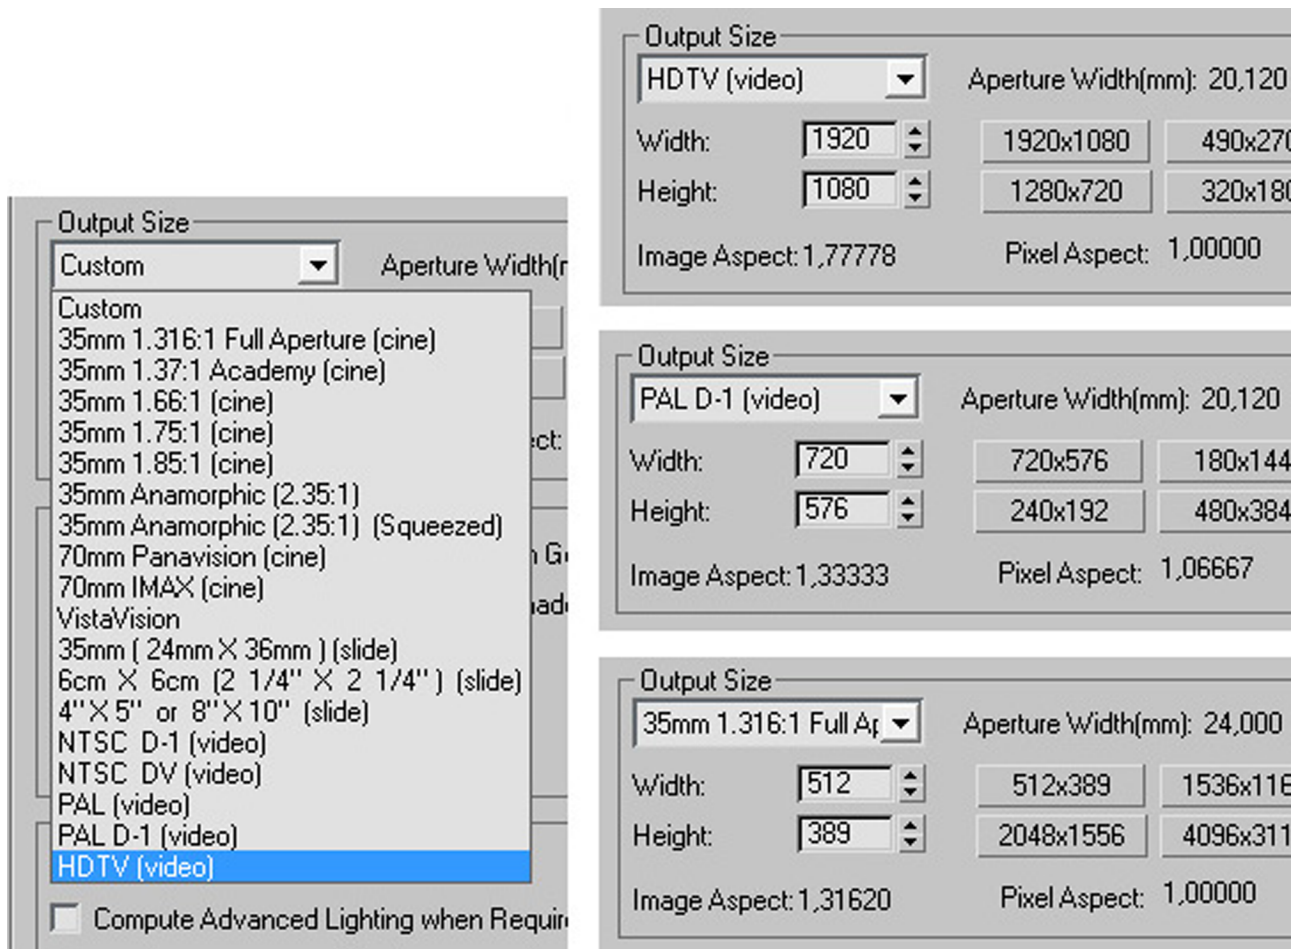 Output Size
Custom
Aperture Width(
Custom
35mm 1.316:1 Full Aperture (cine)
35mm 1.37:1 Academy (cine)
35mm 1.66:1 (cine)
35mm 1.75:1 (cine)
35mm 1.85:1 (cine)
35mm Anamorphic (2.35:1)
35mm Anamorphic (2.35:1) (Squeezed)
70mm Panavision (cine)
70mm IMAX (cine)
VistaVision
35mm ( 24mm X 36mm ) (slide)
6cm X 6cm (2 1/4" X 2 1/4" ) (slide)
4" X 5" or 8" X 10" (slide)
NTSC D-1 (video)
NTSC DV (video)
PAL (video)
PAL D-1 (video)
HDTV (video)
ect:
Compute Advanced Lighting when Requir
Output Size
HDTV (video) Aperture Width(mm): 20,120
Width: 1920 1920x1080 490x270
Height: 1080 1280x720 320x180
Image Aspect: 1,77778 Pixel Aspect: 1,00000
Output Size
PAL D-1 (video) Aperture Width(mm): 20,120
Width: 720 720x576 180x144
Height: 576 240x192 480x384
Image Aspect: 1,33333 Pixel Aspect: 1,06667
Output Size
35mm 1.316:1 Full Ap Aperture Width(mm): 24,000
Width: 512 512x389 1536x116
Height: 389 2048x1556 4096x311
Image Aspect: 1,31620 Pixel Aspect: 1,00000